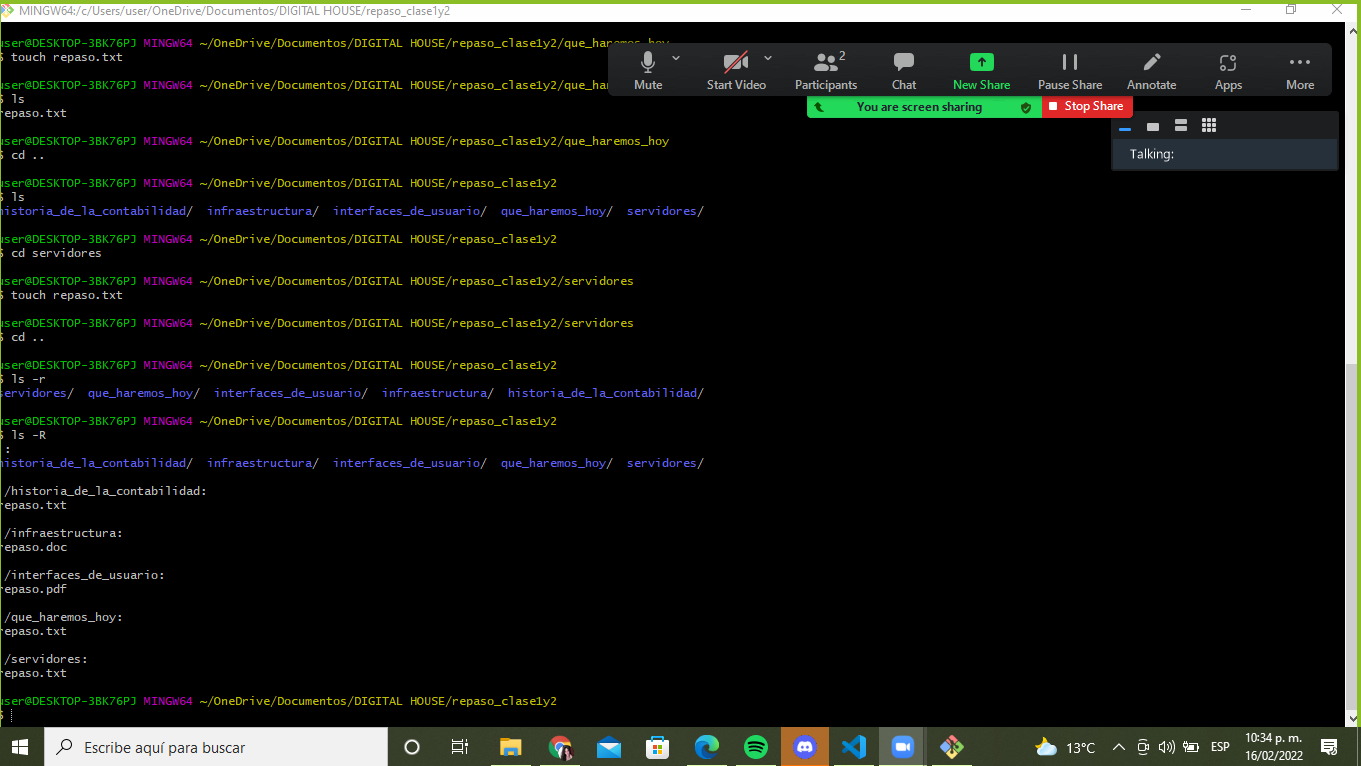 MINGW64:/c/Users/user/OneDrive/Documentos/DIGITAL HOUSE/repaso_clase1y2
user@DESKTOP-3BK76PJ MINGW64 ~/OneDrive/Documentos/DIGITAL HOUSE/repaso_clase1y2/que_haremos_hoy
$ touch repaso.txt
user@DESKTOP-3BK76PJ MINGW64 ~/OneDrive/Documentos/DIGITAL HOUSE/repaso_clase1y2/que_har
$ ls
repaso.txt
user@DESKTOP-3BK76PJ MINGW64 ~/OneDrive/Documentos/DIGITAL HOUSE/repaso_clase1y2/que_haremos_hoy
$ cd ..
user@DESKTOP-3BK76PJ MINGW64 ~/OneDrive/Documentos/DIGITAL HOUSE/repaso_clase1y2
$ ls
historia_de_la_contabilidad/  infraestructura/  interfaces_de_usuario/  que_haremos_hoy/  servidores/
user@DESKTOP-3BK76PJ MINGW64 ~/OneDrive/Documentos/DIGITAL HOUSE/repaso_clase1y2
$ cd servidores
user@DESKTOP-3BK76PJ MINGW64 ~/OneDrive/Documentos/DIGITAL HOUSE/repaso_clase1y2/servidores
$ touch repaso.txt
user@DESKTOP-3BK76PJ MINGW64 ~/OneDrive/Documentos/DIGITAL HOUSE/repaso_clase1y2/servidores
$ cd ..
user@DESKTOP-3BK76PJ MINGW64 ~/OneDrive/Documentos/DIGITAL HOUSE/repaso_clase1y2
$ ls -r
servidores/  que_haremos_hoy/  interfaces_de_usuario/  infraestructura/  historia_de_la_contabilidad/
user@DESKTOP-3BK76PJ MINGW64 ~/OneDrive/Documentos/DIGITAL HOUSE/repaso_clase1y2
$ ls -R
:
historia_de_la_contabilidad/  infraestructura/  interfaces_de_usuario/  que_haremos_hoy/  servidores/
/historia_de_la_contabilidad:
repaso.txt
/infraestructura:
repaso.doc
/interfaces_de_usuario:
repaso.pdf
/que_haremos_hoy:
repaso.txt
/servidores:
repaso.txt
user@DESKTOP-3BK76PJ MINGW64 ~/OneDrive/Documentos/DIGITAL HOUSE/repaso_clase1y2
$
2
Mute Start Video Participants Chat New Share Pause Share Annotate Apps More
You are screen sharing Stop Share
Talking:
Escribe aquí para buscar
13°C
ESP
10:34 p. m.
16/02/2022